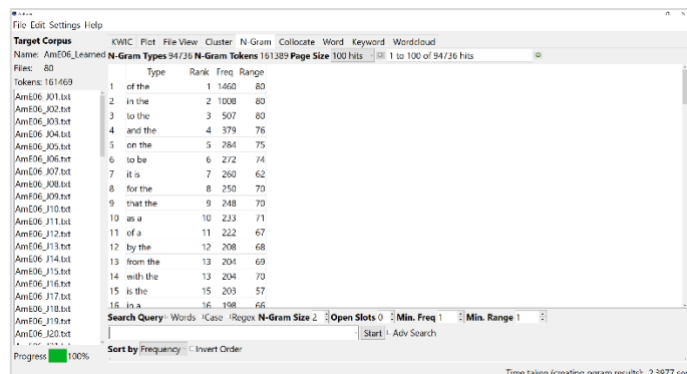 File Edit Settings Help
Target Corpus
Name: AmE06_Learned
Files: 80
Tokens: 161469
AmE06_J01.txt
AmE06_J02.txt
AmE06_J03.txt
AmE06_J04.txt
AmE06_J05.txt
AmE06_J06.txt
AmE06_J07.txt
AmE06_J08.txt
AmE06_J09.txt
AmE06_J10.txt
AmE06_J11.txt
AmE06_J12.txt
AmE06_J13.txt
AmE06_J14.txt
AmE06_J15.txt
AmE06_J16.txt
AmE06_J17.txt
AmE06_J18.txt
AmE06_J19.txt
AmE06_J20.txt
Progress 100%
KWIC Plot File View Cluster N-Gram Collocate Word Keyword Wordcloud
N-Gram Types 94736 N-Gram Tokens 161389 Page Size 100 hits 1 to 100 of 94736 hits
Type Rank Freq Range
1 of the 1 1460 80
2 in the 2 1008 80
3 to the 3 507 80
4 and the 4 379 76
5 on the 5 284 75
6 to be 6 272 74
7 it is 7 260 62
8 for the 8 250 70
9 that the 9 248 70
10 as a 10 233 71
11 of a 11 222 67
12 by the 12 208 68
13 from the 13 204 69
14 with the 13 204 70
15 is the 15 203 57
16 in a 16 198 66
Search Query Words Case Regex N-Gram Size 2 Open Slots 0 Min. Freq 1 Min. Range 1
Start Adv Search
Sort by Frequency Invert Order
Time taken (creating ngram results): 2.3977 sec